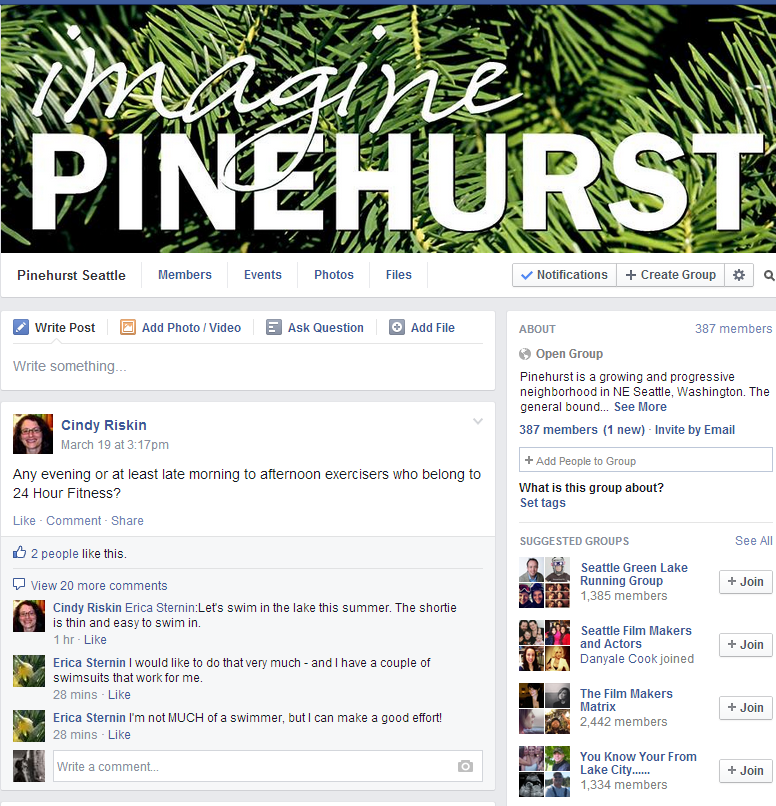 imagine
PINEHURST
Pinehurst Seattle
Members
Events
Photos
Files
Notifications
+ Create Group
Write Post
Add Photo / Video
Ask Question
Add File
Write something...
Cindy Riskin
March 19 at 3:17pm
Any evening or at least late morning to afternoon exercisers who belong to
24 Hour Fitness?
Like · Comment · Share
2 people like this.
View 20 more comments
Cindy Riskin Erica Sternin:Let's swim in the lake this summer. The shortie
is thin and easy to swim in.
1 hr · Like
Erica Sternin I would like to do that very much - and I have a couple of
swimsuits that work for me.
28 mins · Like
Erica Sternin I'm not MUCH of a swimmer, but I can make a good effort!
28 mins · Like
Write a comment...
ABOUT
387 members
Open Group
Pinehurst is a growing and progressive
neighborhood in NE Seattle, Washington. The
general bound... See More
387 members (1 new) · Invite by Email
+ Add People to Group
What is this group about?
Set tags
SUGGESTED GROUPS
See All
Seattle Green Lake
Running Group
1,385 members
+ Join
Seattle Film Makers
and Actors
Danyale Cook joined
+ Join
The Film Makers
Matrix
2,442 members
+ Join
You Know Your From
Lake City......
1,334 members
+ Join